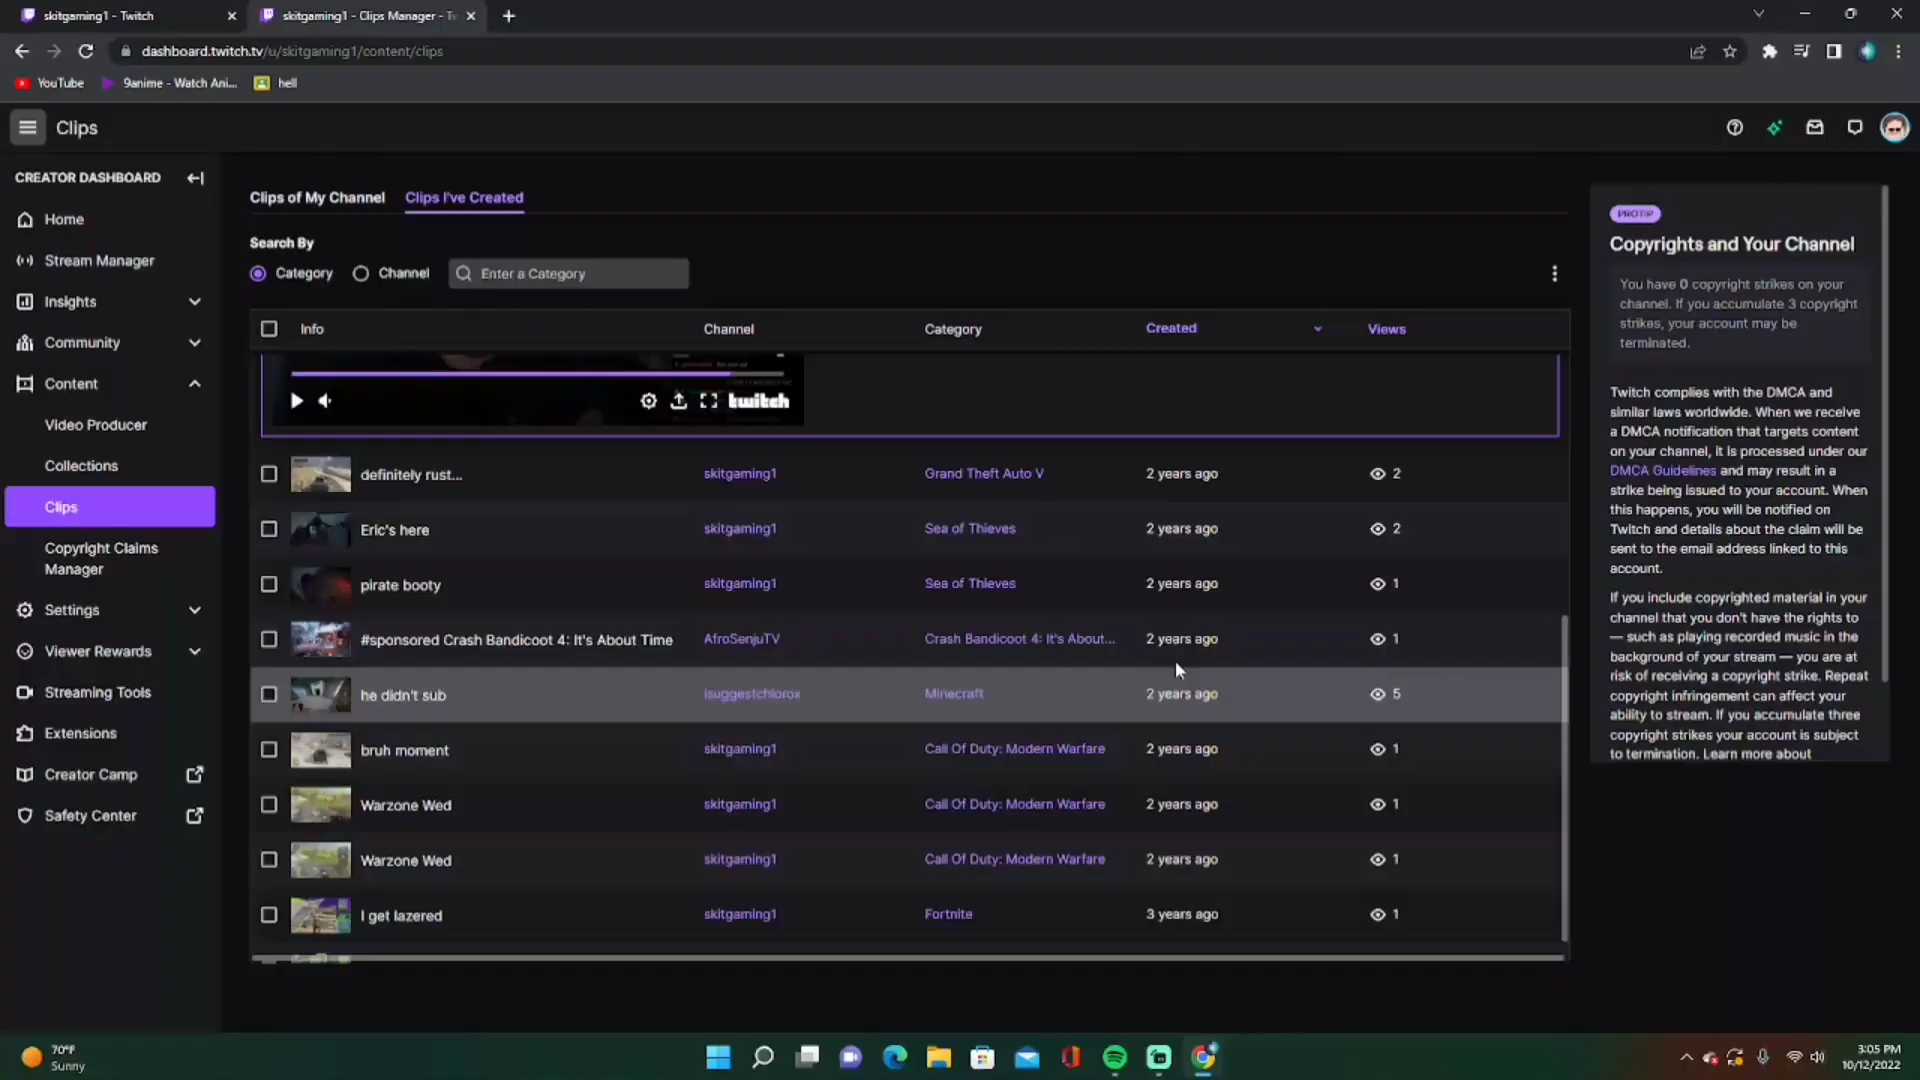 skitgaming1 - Twitch
skitgaming1 - Clips Manager - Tw
dashboard.twitch.tv/u/skitgaming1/content/clips
YouTube
9anime - Watch Ani...
hell
Clips
CREATOR DASHBOARD
Home
Stream Manager
Insights
Community
Content
Video Producer
Collections
Clips
Copyright Claims
Manager
Settings
Viewer Rewards
Streaming Tools
Extensions
Creator Camp
Safety Center
Clips of My Channel
Clips I've Created
Search By
Category
Channel
Enter a Category
Info Channel Category Created Views
twitch
definitely rust... skitgaming1 Grand Theft Auto V 2 years ago 2
Eric's here skitgaming1 Sea of Thieves 2 years ago 2
pirate booty skitgaming1 Sea of Thieves 2 years ago 1
#sponsored Crash Bandicoot 4: It's About Time AfroSenjuTV Crash Bandicoot 4: It's About... 2 years ago 1
he didn't sub isuggestchlorox Minecraft 2 years ago 5
bruh moment skitgaming1 Call Of Duty: Modern Warfare 2 years ago 1
Warzone Wed skitgaming1 Call Of Duty: Modern Warfare 2 years ago 1
Warzone Wed skitgaming1 Call Of Duty: Modern Warfare 2 years ago 1
I get lazered skitgaming1 Fortnite 3 years ago 1
PROTIP
Copyrights and Your Channel
You have 0 copyright strikes on your
channel. If you accumulate 3 copyright
strikes, your account may be
terminated.
Twitch complies with the DMCA and
similar laws worldwide. When we receive
a DMCA notification that targets content
on your channel, it is processed under our
DMCA Guidelines and may result in a
strike being issued to your account. When
this happens, you will be notified on
Twitch and details about the claim will be
sent to the email address linked to this
account.
If you include copyrighted material in your
channel that you don't have the rights to
— such as playing recorded music in the
background of your stream — you are at
risk of receiving a copyright strike. Repeat
copyright infringement can affect your
ability to stream. If you accumulate three
copyright strikes your account is subject
to termination. Learn more about
70°F
Sunny
3:05 PM
10/12/2022